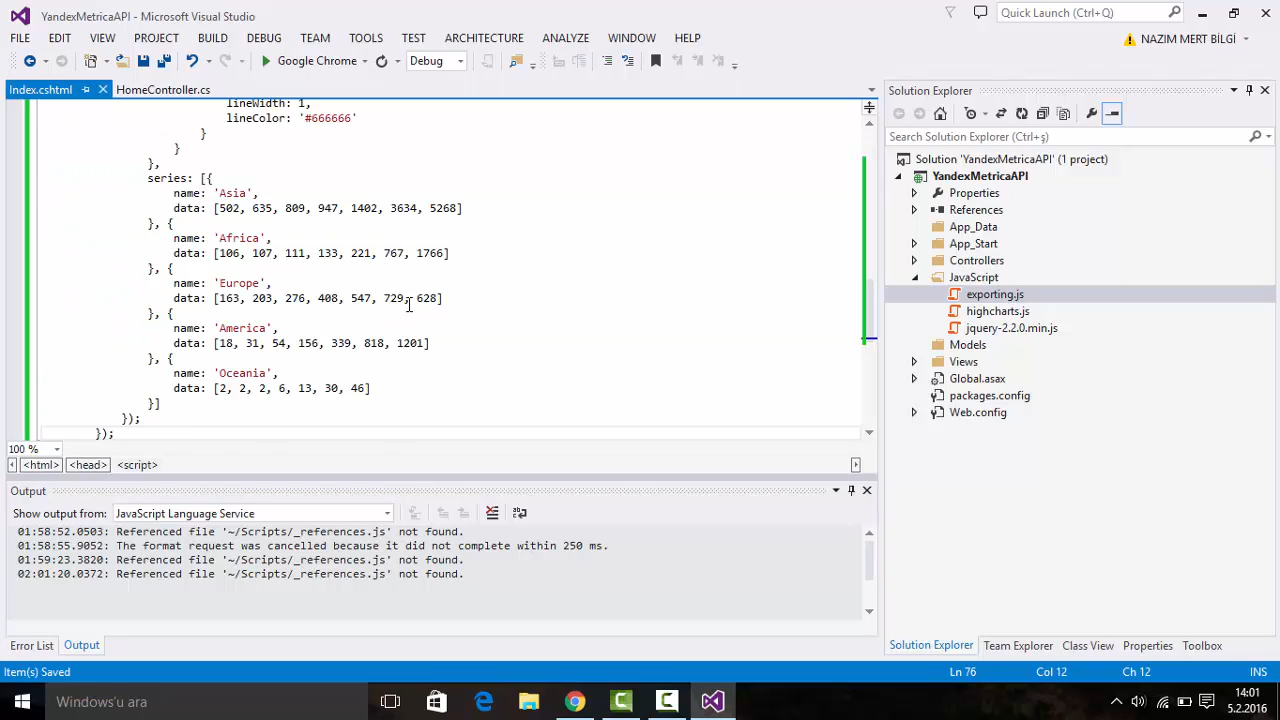 YandexMetricaAPI - Microsoft Visual Studio
Quick Launch (Ctrl+Q)
FILE EDIT VIEW PROJECT BUILD DEBUG TEAM TOOLS TEST ARCHITECTURE ANALYZE WINDOW HELP
NAZIM MERT BİLGİ
Google Chrome
Debug
Index.cshtml
HomeController.cs
lineWidth: 1,
lineColor: '#666666'
}
}
},
series: [{
name: 'Asia',
data: [502, 635, 809, 947, 1402, 3634, 5268]
}, {
name: 'Africa',
data: [106, 107, 111, 133, 221, 767, 1766]
}, {
name: 'Europe',
data: [163, 203, 276, 408, 547, 729, 628]
}, {
name: 'America',
data: [18, 31, 54, 156, 339, 818, 1201]
}, {
name: 'Oceania',
data: [2, 2, 2, 6, 13, 30, 46]
}]
});
});
100 %
<html> <head> <script>
Output
Show output from: JavaScript Language Service
01:58:52.0503: Referenced file '~/Scripts/_references.js' not found.
01:58:55.9052: The format request was cancelled because it did not complete within 250 ms.
01:59:23.3820: Referenced file '~/Scripts/_references.js' not found.
02:01:20.0372: Referenced file '~/Scripts/_references.js' not found.
Error List Output
Solution Explorer
Search Solution Explorer (Ctrl+ş)
Solution 'YandexMetricaAPI' (1 project)
YandexMetricaAPI
Properties
References
App_Data
App_Start
Controllers
JavaScript
exporting.js
highcharts.js
jquery-2.2.0.min.js
Models
Views
Global.asax
packages.config
Web.config
Solution Explorer Team Explorer Class View Properties Toolbox
Item(s) Saved
Ln 76 Col 12 Ch 12 INS
Windows'u ara
14:01
5.2.2016